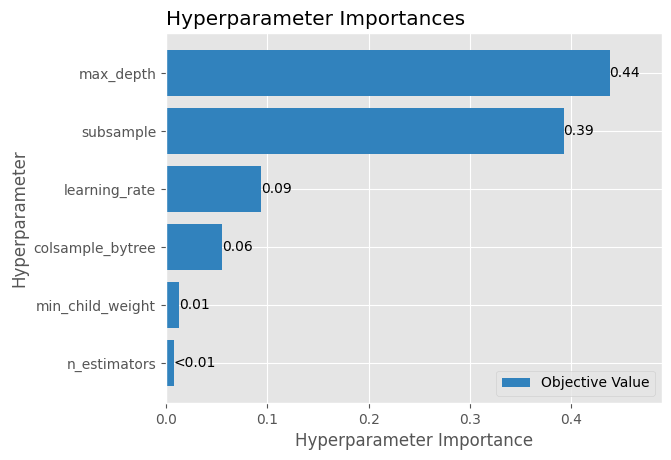 Hyperparameter Importances
Hyperparameter
max_depth
0.44
subsample
0.39
learning_rate
0.09
colsample_bytree
0.06
min_child_weight
0.01
n_estimators
<0.01
Objective Value
0.0 0.1 0.2 0.3 0.4
Hyperparameter Importance